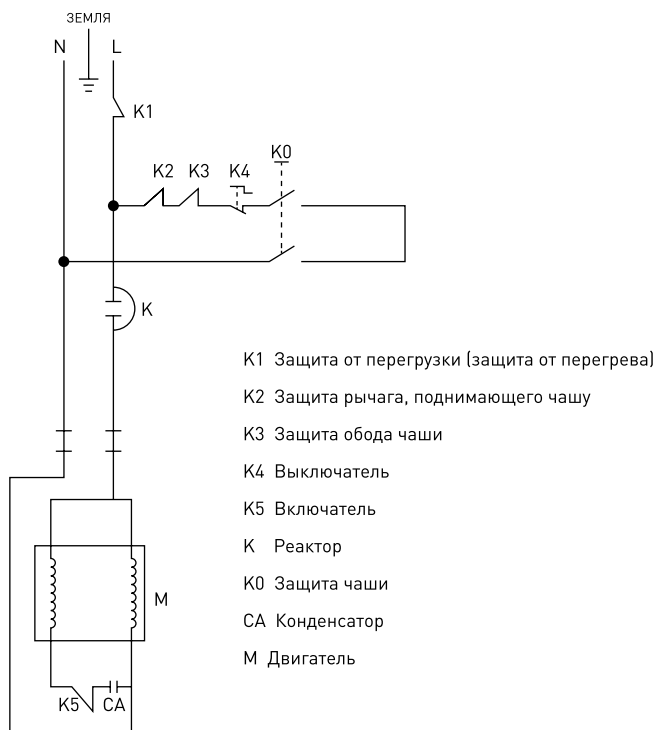 ЗЕМЛЯ
N L
K1
K2 K3 K4 K0
K
K1 Защита от перегрузки (защита от перегрева)
K2 Защита рычага, поднимающего чашу
K3 Защита обода чаши
K4 Выключатель
K5 Включатель
K Реактор
K0 Защита чаши
CA Конденсатор
M Двигатель
M
K5 CA